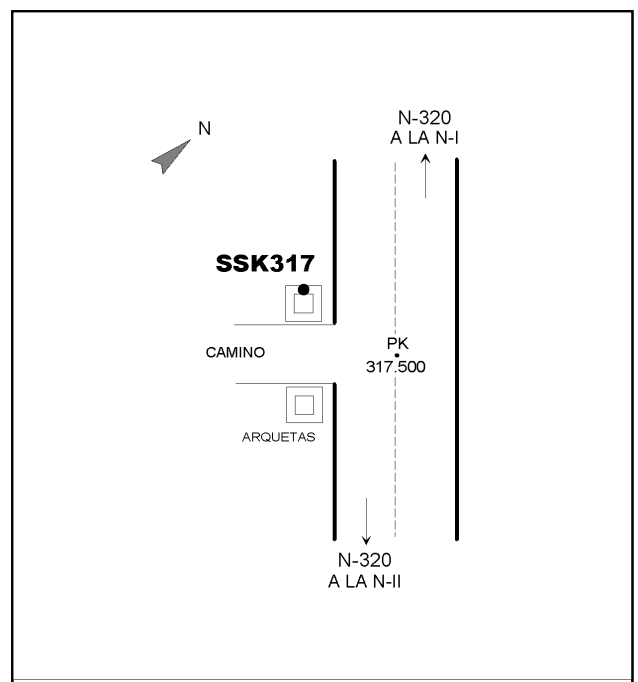 N
N-320
A LA N-I
SSK317
CAMINO
PK
317.500
ARQUETAS
N-320
A LA N-II